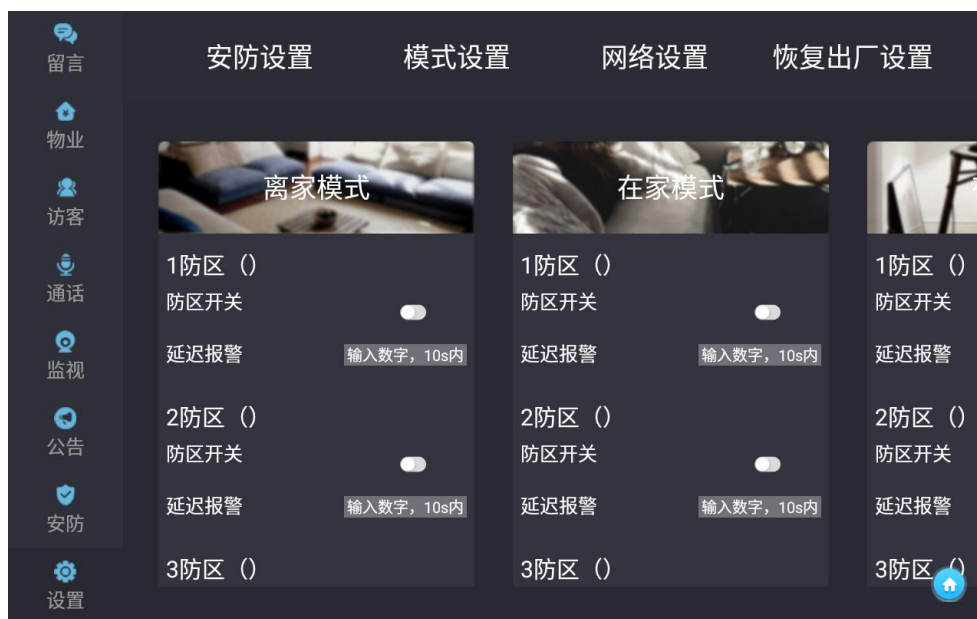 留言
物业
访客
通话
监视
公告
安防
设置
安防设置 模式设置 网络设置 恢复出厂设置
离家模式
1防区（）
防区开关
延迟报警 输入数字，10s内
2防区（）
防区开关
延迟报警 输入数字，10s内
3防区（）
在家模式
1防区（）
防区开关
延迟报警 输入数字，10s内
2防区（）
防区开关
延迟报警 输入数字，10s内
3防区（）
1防区（）
防区开关
延迟报警
2防区（）
防区开关
延迟报警
3防区（）